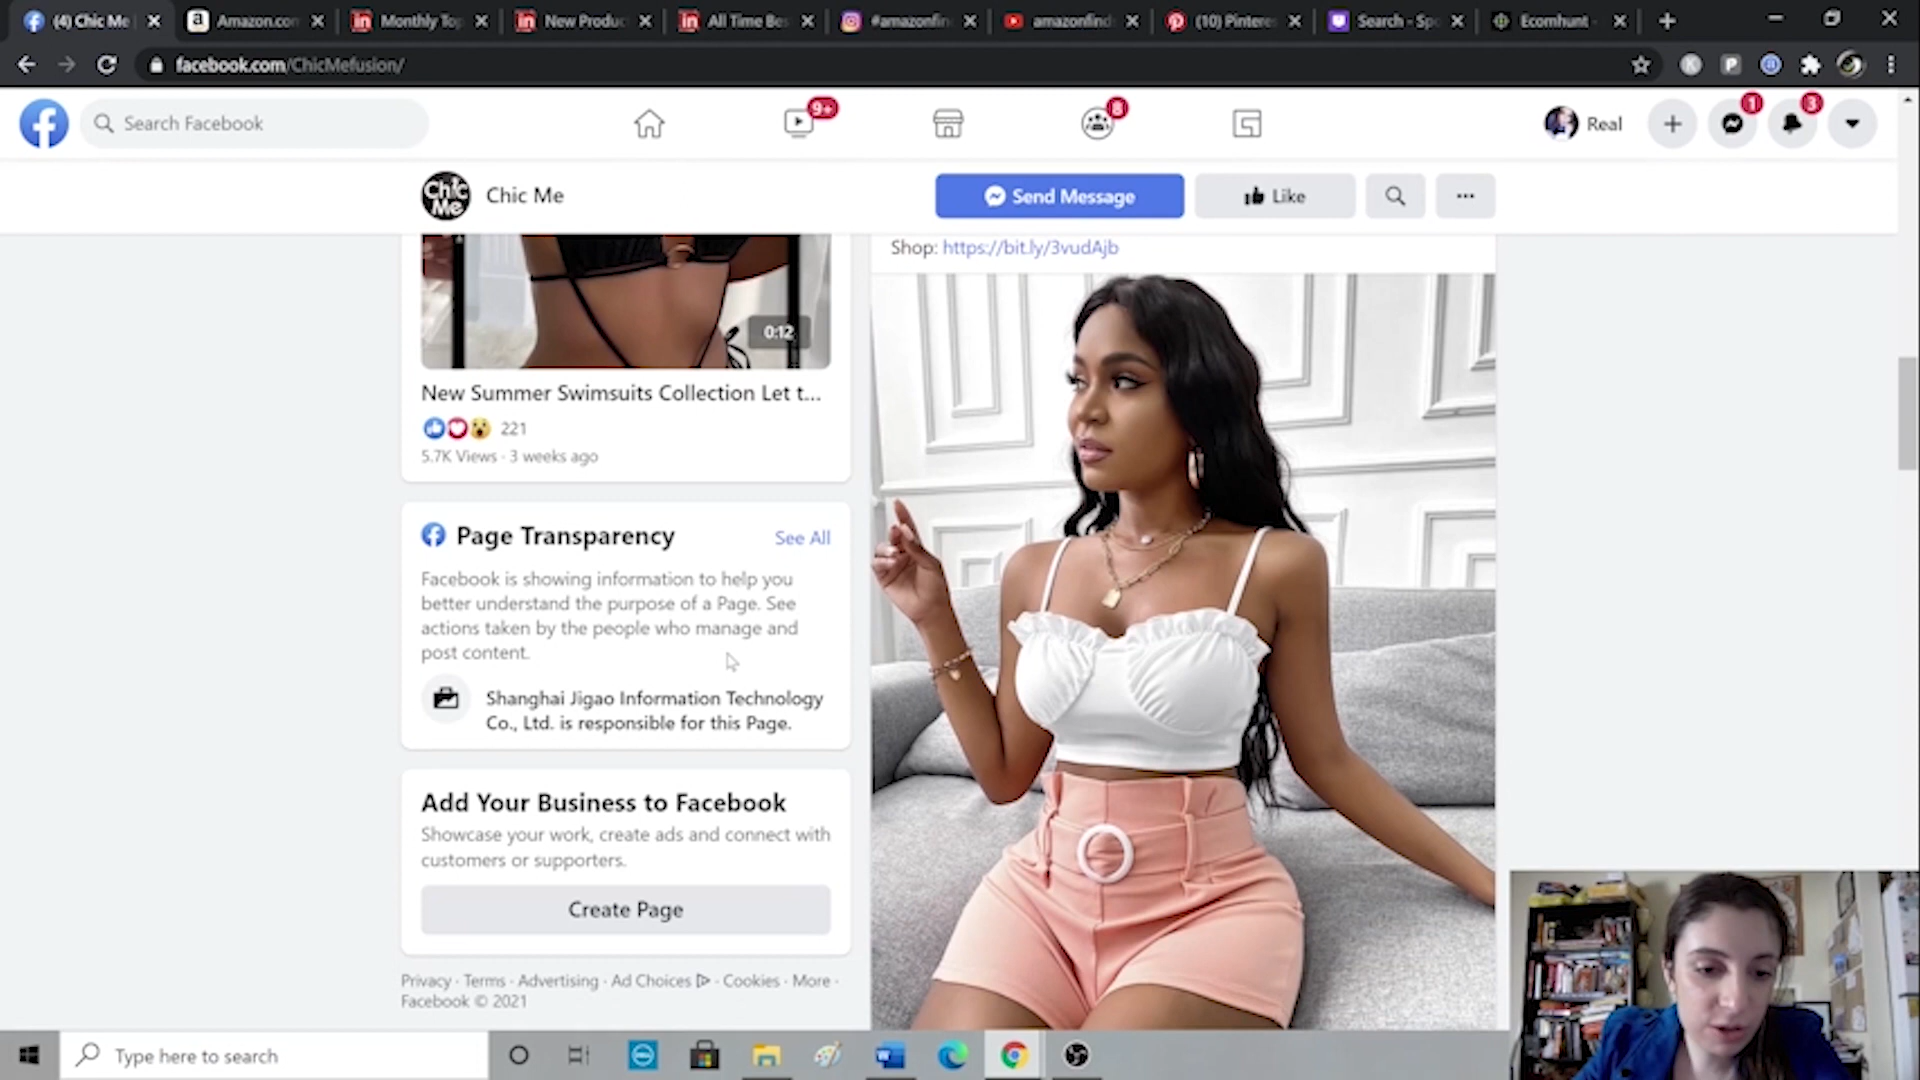 (4) Chic Me
Amazon.co
Monthly To
New Produc
All Time Be
#amazonfin
amazonfind
(10) Pintere
Search - Sp
Ecomhunt -
facebook.com/ChicMefusion/
Search Facebook
9+
8
Real
1
3
Chic Me
Chic Me
Send Message
Like
Shop: https://bit.ly/3vudAjb
0:12
New Summer Swimsuits Collection Let t...
221
5.7K Views · 3 weeks ago
Page Transparency
See All
Facebook is showing information to help you
better understand the purpose of a Page. See
actions taken by the people who manage and
post content.
Shanghai Jigao Information Technology
Co., Ltd. is responsible for this Page.
Add Your Business to Facebook
Showcase your work, create ads and connect with
customers or supporters.
Create Page
Privacy · Terms · Advertising · Ad Choices · Cookies · More ·
Facebook © 2021
Type here to search